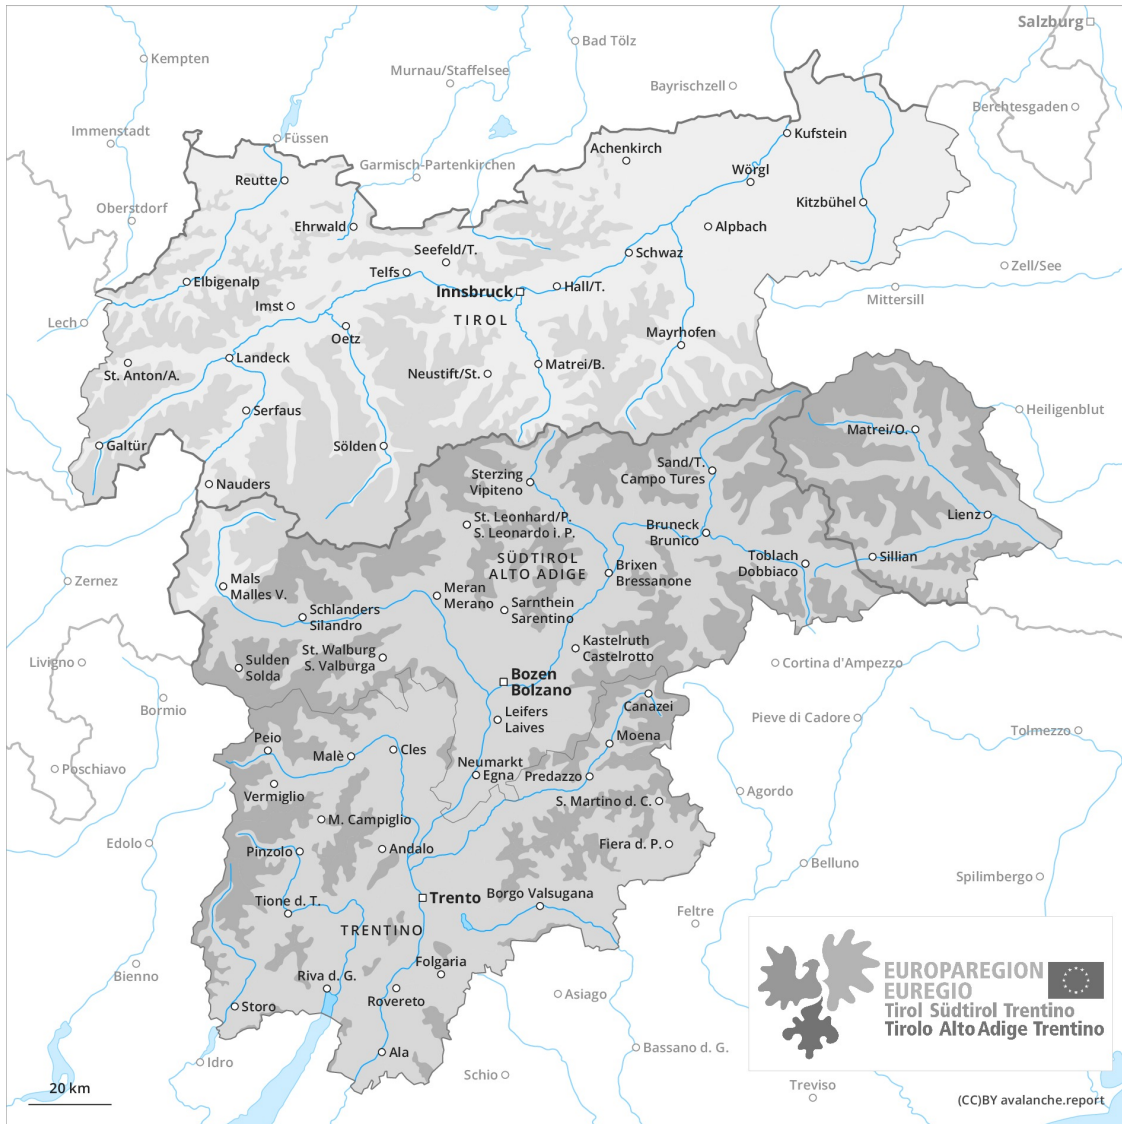 Salzburg
Bad Tölz
Kempten
Murnau/Staffelsee
Bayrischzell
Berchtesgaden
Immenstadt
Füssen
Kufstein
Achenkirch
Garmisch-Partenkirchen
Wörgl
Reutte
Kitzbühel
Oberstdorf
Ehrwald
Alpbach
Seefeld/T.
Schwaz
Zell/See
Telfs
Elbigenalp
Hall/T.
Innsbruck
Mittersill
Imst
TIROL
Lech
Oetz
Mayrhofen
Landeck
Matrei/B.
St. Anton/A.
Neustift/St.
Serfaus
Heiligenblut
Matrei/O.
Galtür
Sölden
Sand/T.
Campo Tures
Sterzing
Vipiteno
Nauders
St. Leonhard/P.
S. Leonardo i. P.
Lienz
Bruneck
Brunico
SÜDTIROL
ALTO ADIGE
Toblach
Dobbiaco
Sillian
Brixen
Bressanone
Zernez
Mals
Malles V.
Meran
Merano
Sarnthein
Sarentino
Schlanders
Silandro
Kastelruth
Castelrotto
St. Walburg
S. Valburga
Livigno
Sulden
Solda
Cortina d'Ampezzo
Bozen
Bolzano
Bormio
Canazei
Leifers
Laives
Pieve di Cadore
Tolmezzo
Peio
Moena
Cles
Malè
Neumarkt
Egna
Predazzo
Poschiavo
Vermiglio
Agordo
S. Martino d. C.
M. Campiglio
Edolo
Pinzolo
Andalo
Fiera d. P.
Belluno
Spilimbergo
Tione d. T.
Trento
Borgo Valsugana
Feltre
TRENTINO
Bienno
Folgaria
Riva d. G.
Rovereto
Asiago
Storo
EUROPAREGION
EUREGIO
Tirol Südtirol Trentino
Tirolo Alto Adige Trentino
Ala
Idro
Bassano d. G.
Schio
Treviso
20 km
(CC)BY avalanche.report